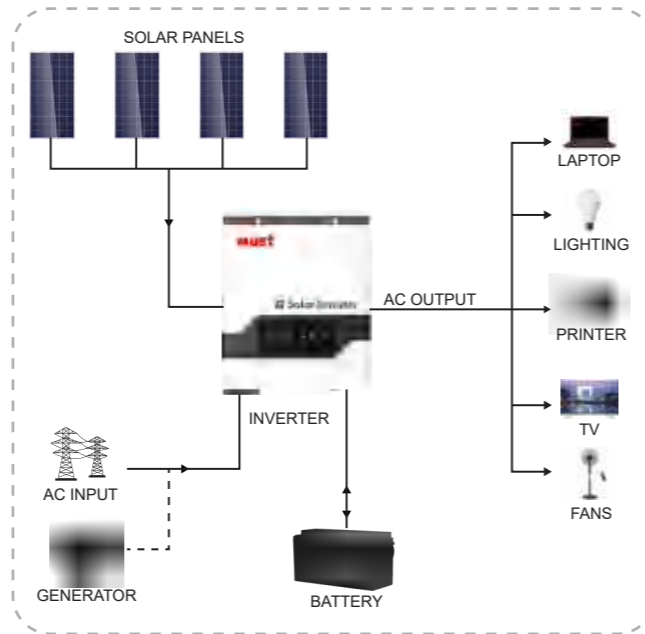 SOLAR PANELS
must
Solar Inverter
AC OUTPUT
INVERTER
LAPTOP
LIGHTING
PRINTER
TV
FANS
AC INPUT
GENERATOR
BATTERY